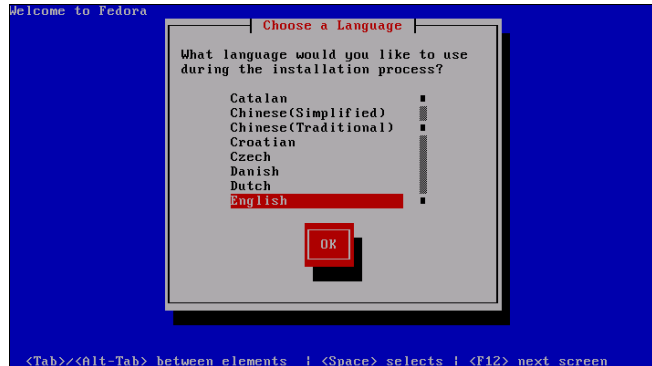 Welcome to Fedora
Choose a Language
What language would you like to use
during the installation process?
Catalan
Chinese(Simplified)
Chinese(Traditional)
Croatian
Czech
Danish
Dutch
English
OK
<Tab>/<Alt-Tab> between elements | <Space> selects | <F12> next screen